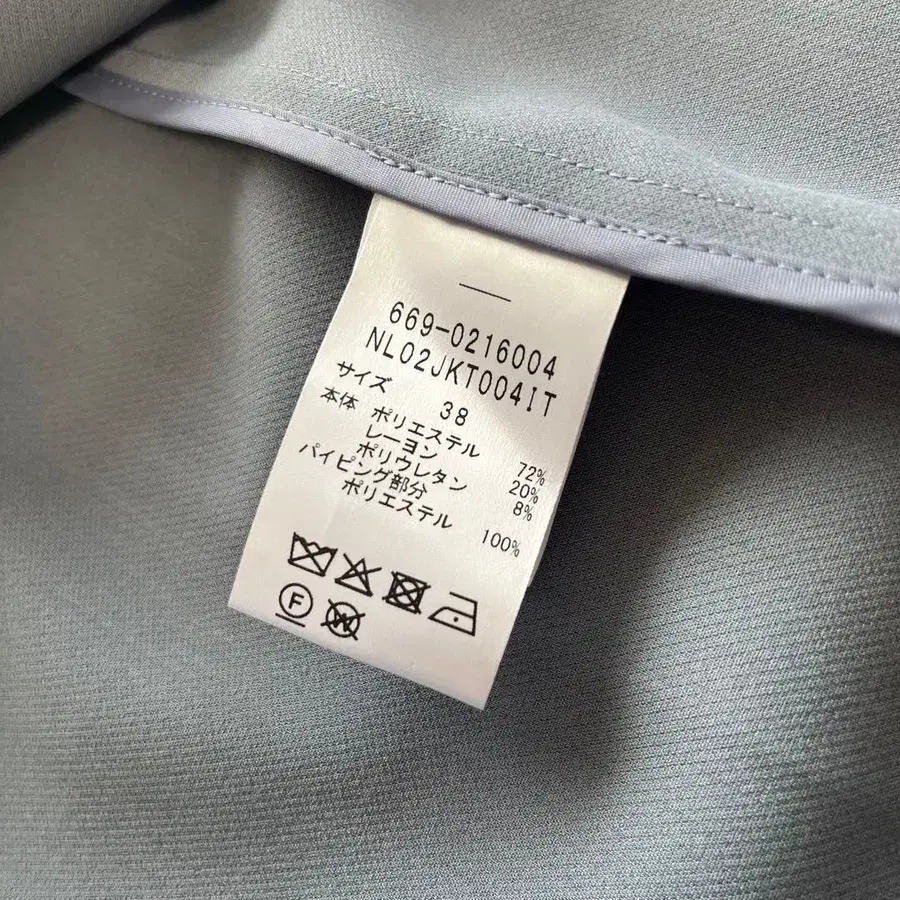 669-0216004
NL02JKT004IT
サイズ 38
本体 ポリエステル 72%
レーヨン 20%
ポリウレタン 8%
パイピング部分
ポリエステル 100%
F W